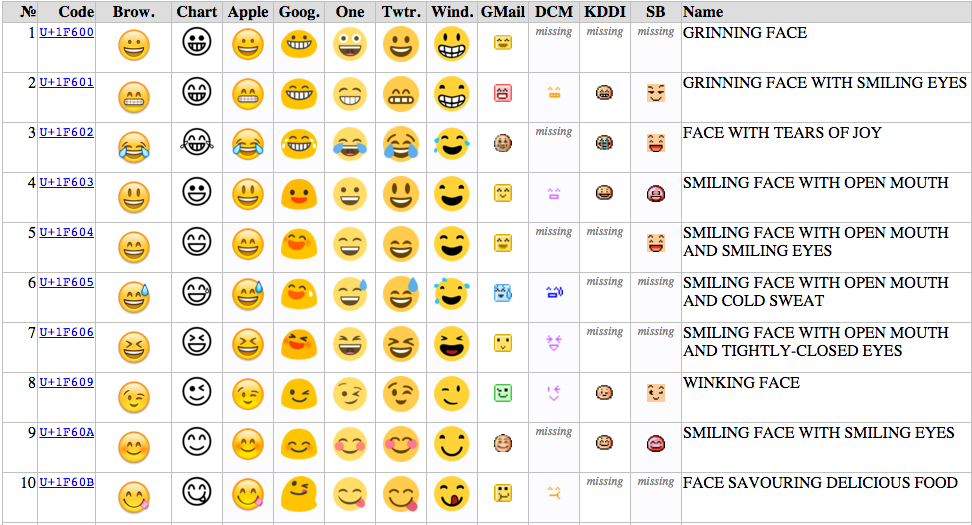 № Code Brow. Chart Apple Goog. One Twtr. Wind. GMail DCM KDDI SB Name
1 U+1F600 missing missing missing GRINNING FACE
2 U+1F601 GRINNING FACE WITH SMILING EYES
3 U+1F602 missing FACE WITH TEARS OF JOY
4 U+1F603 SMILING FACE WITH OPEN MOUTH
5 U+1F604 missing missing SMILING FACE WITH OPEN MOUTH
AND SMILING EYES
6 U+1F605 missing missing SMILING FACE WITH OPEN MOUTH
AND COLD SWEAT
7 U+1F606 missing missing SMILING FACE WITH OPEN MOUTH
AND TIGHTLY-CLOSED EYES
8 U+1F609 WINKING FACE
9 U+1F60A missing SMILING FACE WITH SMILING EYES
10 U+1F60B missing missing FACE SAVOURING DELICIOUS FOOD